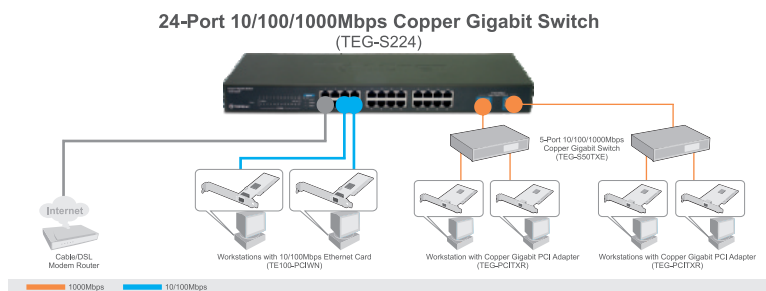 24-Port 10/100/1000Mbps Copper Gigabit Switch
(TEG-S224)
5-Port 10/100/1000Mbps
Copper Gigabit Switch
(TEG-S50TXE)
Internet
Cable/DSL
Modem Router
Workstations with 10/100Mbps Ethernet Card
(TE100-PCIWN)
Workstation with Copper Gigabit PCI Adapter
(TEG-PCITXR)
Workstations with Copper Gigabit PCI Adapter
(TEG-PCITXR)
1000Mbps
10/100Mbps